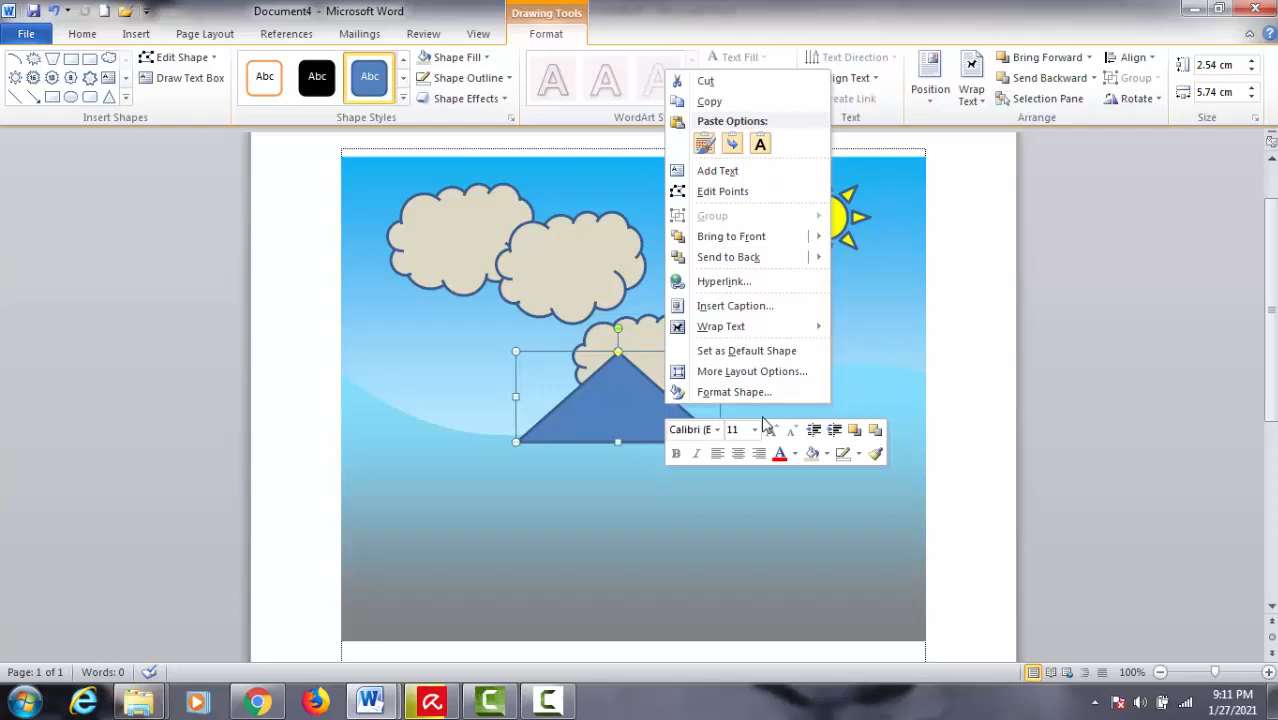 Document4 - Microsoft Word
Drawing Tools
File Home Insert Page Layout References Mailings Review View Format
Edit Shape
Draw Text Box
Insert Shapes
Abc Abc Abc
Shape Fill
Shape Outline
Shape Effects
Shape Styles
A A
WordArt S
Text Fill
Text Direction
ign Text
eate Link
Text
Position
Wrap Text
Bring Forward
Send Backward
Selection Pane
Align
Group
Rotate
Arrange
2.54 cm
5.74 cm
Size
Cut
Copy
Paste Options:
A
Add Text
Edit Points
Group
Bring to Front
Send to Back
Hyperlink...
Insert Caption...
Wrap Text
Set as Default Shape
More Layout Options...
Format Shape...
Calibri (E 11 A A
B I A
Page: 1 of 1 Words: 0 100%
9:11 PM
1/27/2021